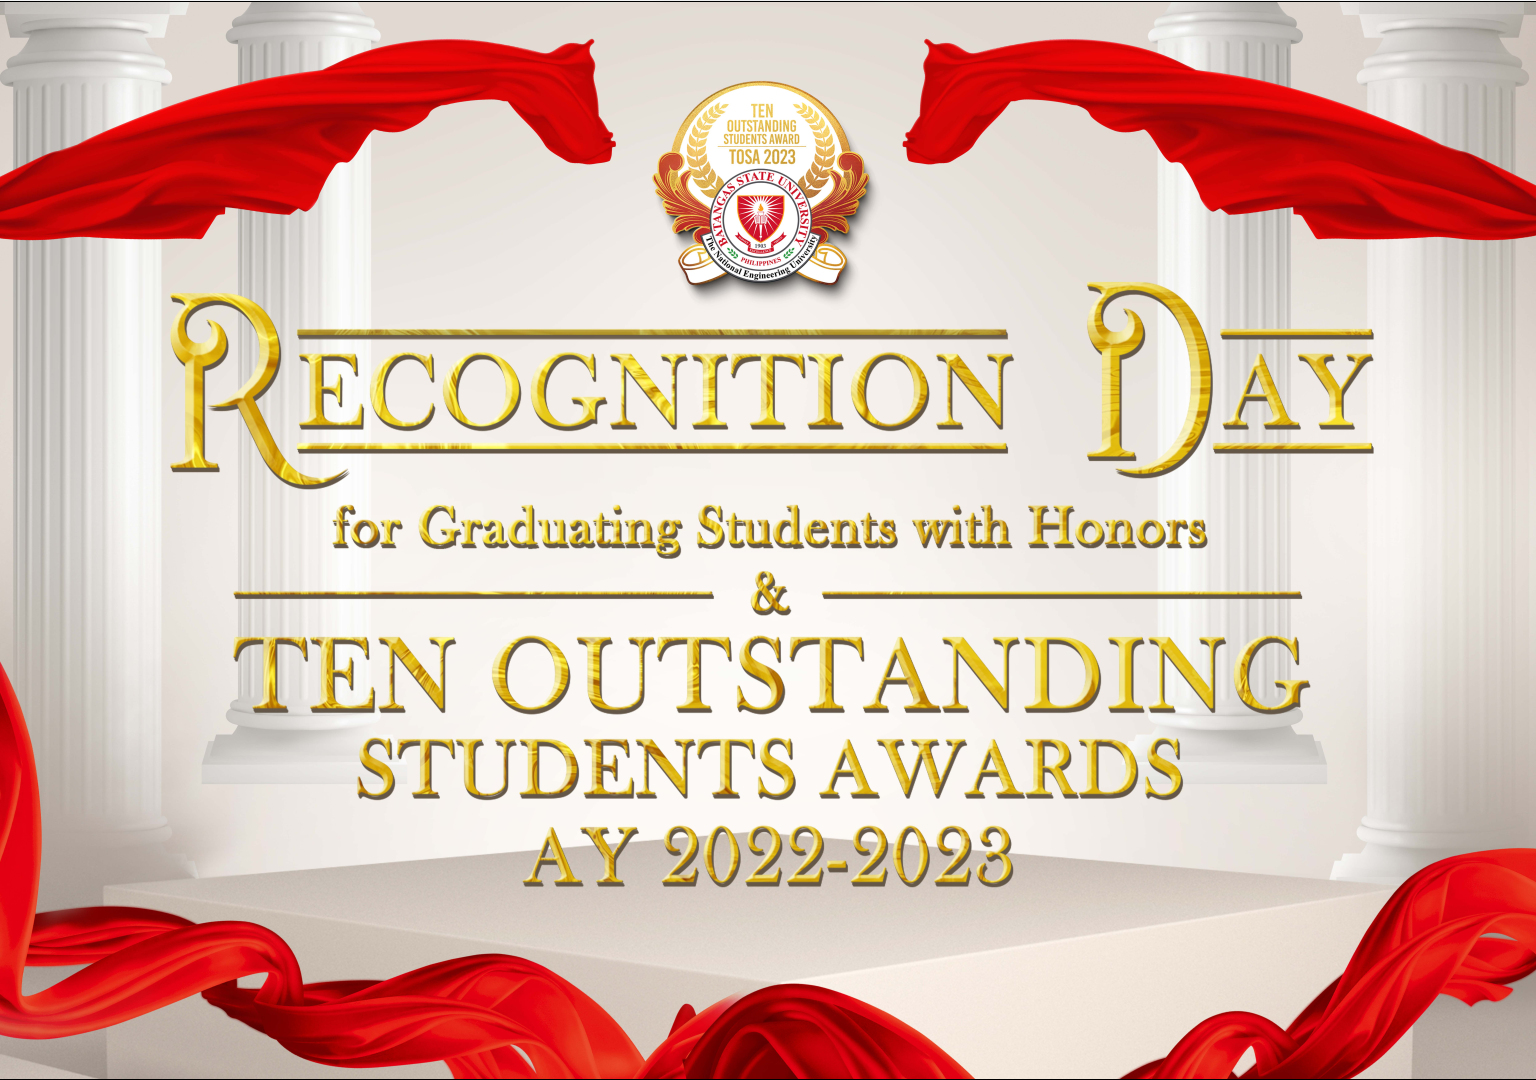 TEN
OUTSTANDING
STUDENTS AWARD
TOSA 2023
BATANGAS STATE UNIVERSITY
1903
PHILIPPINES
The National Engineering University
RECOGNITION DAY
for Graduating Students with Honors
&
TEN OUTSTANDING
STUDENTS AWARDS
AY 2022-2023